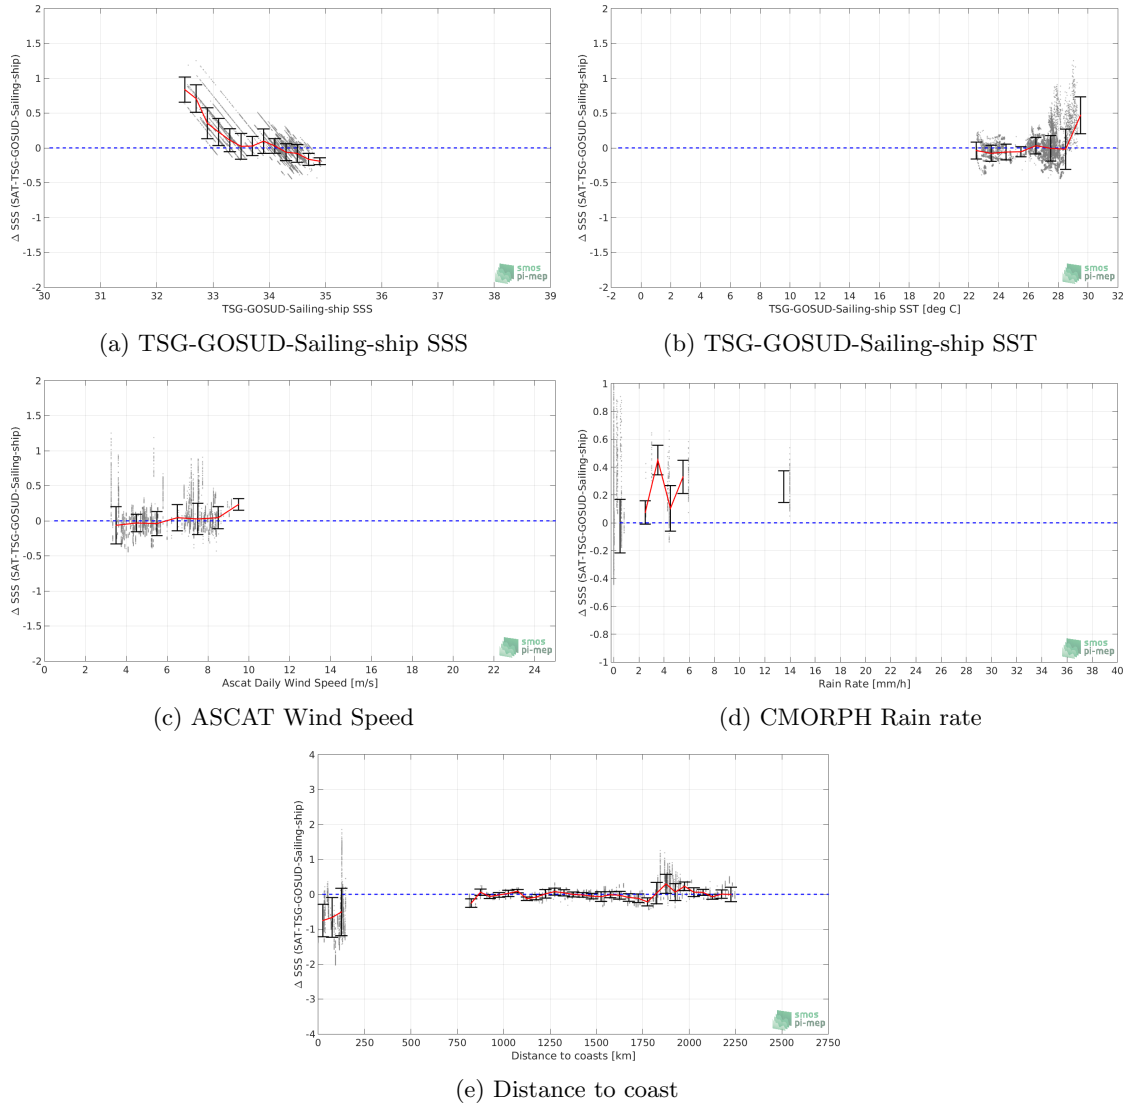 2
1.5
1
0.5
0
-0.5
-1
-1.5
-2
Δ SSS (SAT-TSG-GOSUD-Sailing-ship)
30 31 32 33 34 35 36 37 38 39
TSG-GOSUD-Sailing-ship SSS
smos
pi-mep
(a) TSG-GOSUD-Sailing-ship SSS
2
1.5
1
0.5
0
-0.5
-1
-1.5
-2
Δ SSS (SAT-TSG-GOSUD-Sailing-ship)
-2 0 2 4 6 8 10 12 14 16 18 20 22 24 26 28 30 32
TSG-GOSUD-Sailing-ship SST [deg C]
smos
pi-mep
(b) TSG-GOSUD-Sailing-ship SST
2
1.5
1
0.5
0
-0.5
-1
-1.5
-2
Δ SSS (SAT-TSG-GOSUD-Sailing-ship)
0 2 4 6 8 10 12 14 16 18 20 22 24
Ascat Daily Wind Speed [m/s]
smos
pi-mep
(c) ASCAT Wind Speed
1
0.8
0.6
0.4
0.2
0
-0.2
-0.4
-0.6
-0.8
-1
Δ SSS (SAT-TSG-GOSUD-Sailing-ship)
0 2 4 6 8 10 12 14 16 18 20 22 24 26 28 30 32 34 36 38 40
Rain Rate [mm/h]
smos
pi-mep
(d) CMORPH Rain rate
4
3
2
1
0
-1
-2
-3
-4
Δ SSS (SAT-TSG-GOSUD-Sailing-ship)
0 250 500 750 1000 1250 1500 1750 2000 2250 2500 2750
Distance to coasts [km]
smos
pi-mep
(e) Distance to coast